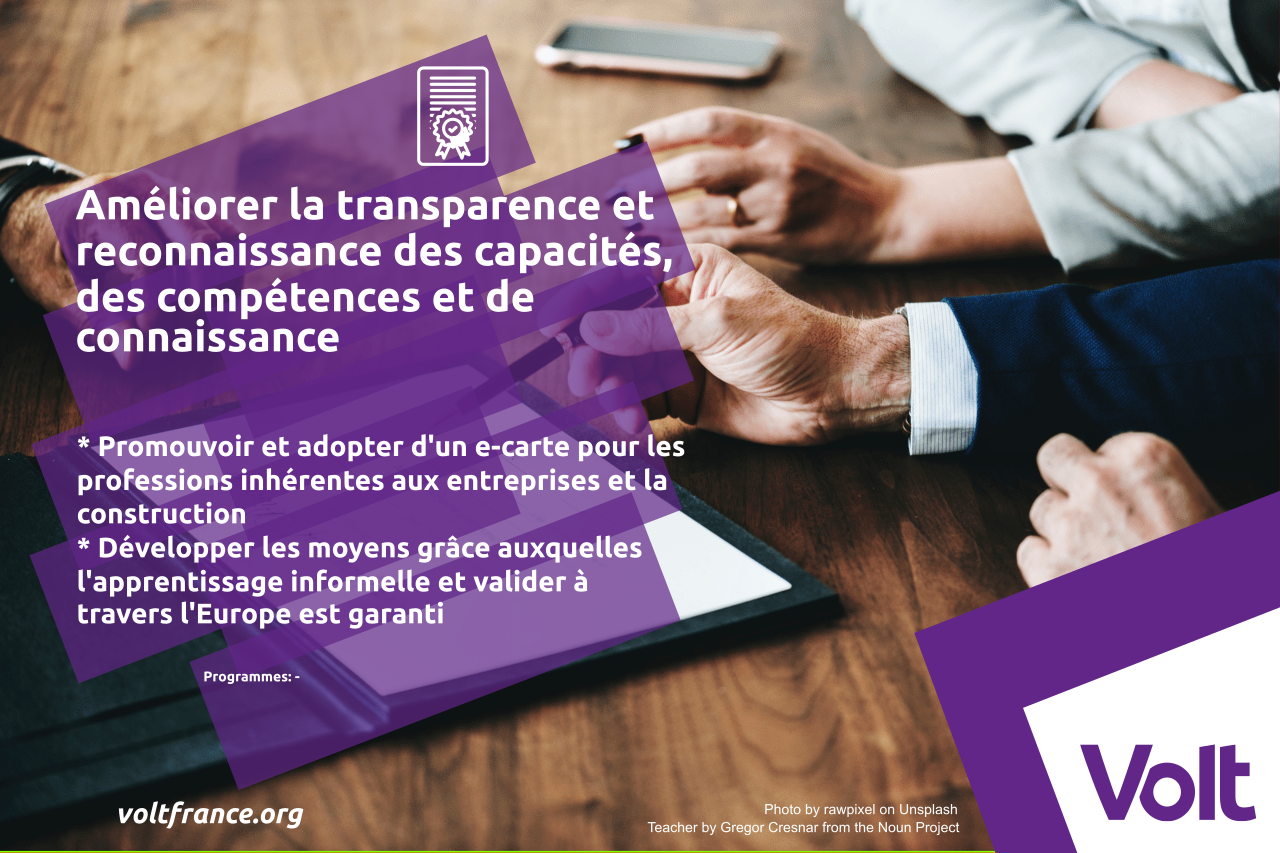 Améliorer la transparence et
reconnaissance des capacités,
des compétences et de
connaissance
* Promouvoir et adopter d'un e-carte pour les
professions inhérentes aux entreprises et la
construction
* Développer les moyens grâce auxquelles
l'apprentissage informelle et valider à
travers l'Europe est garanti
Programmes: -
voltfrance.org
Photo by rawpixel on Unsplash
Teacher by Gregor Cresnar from the Noun Project
Volt